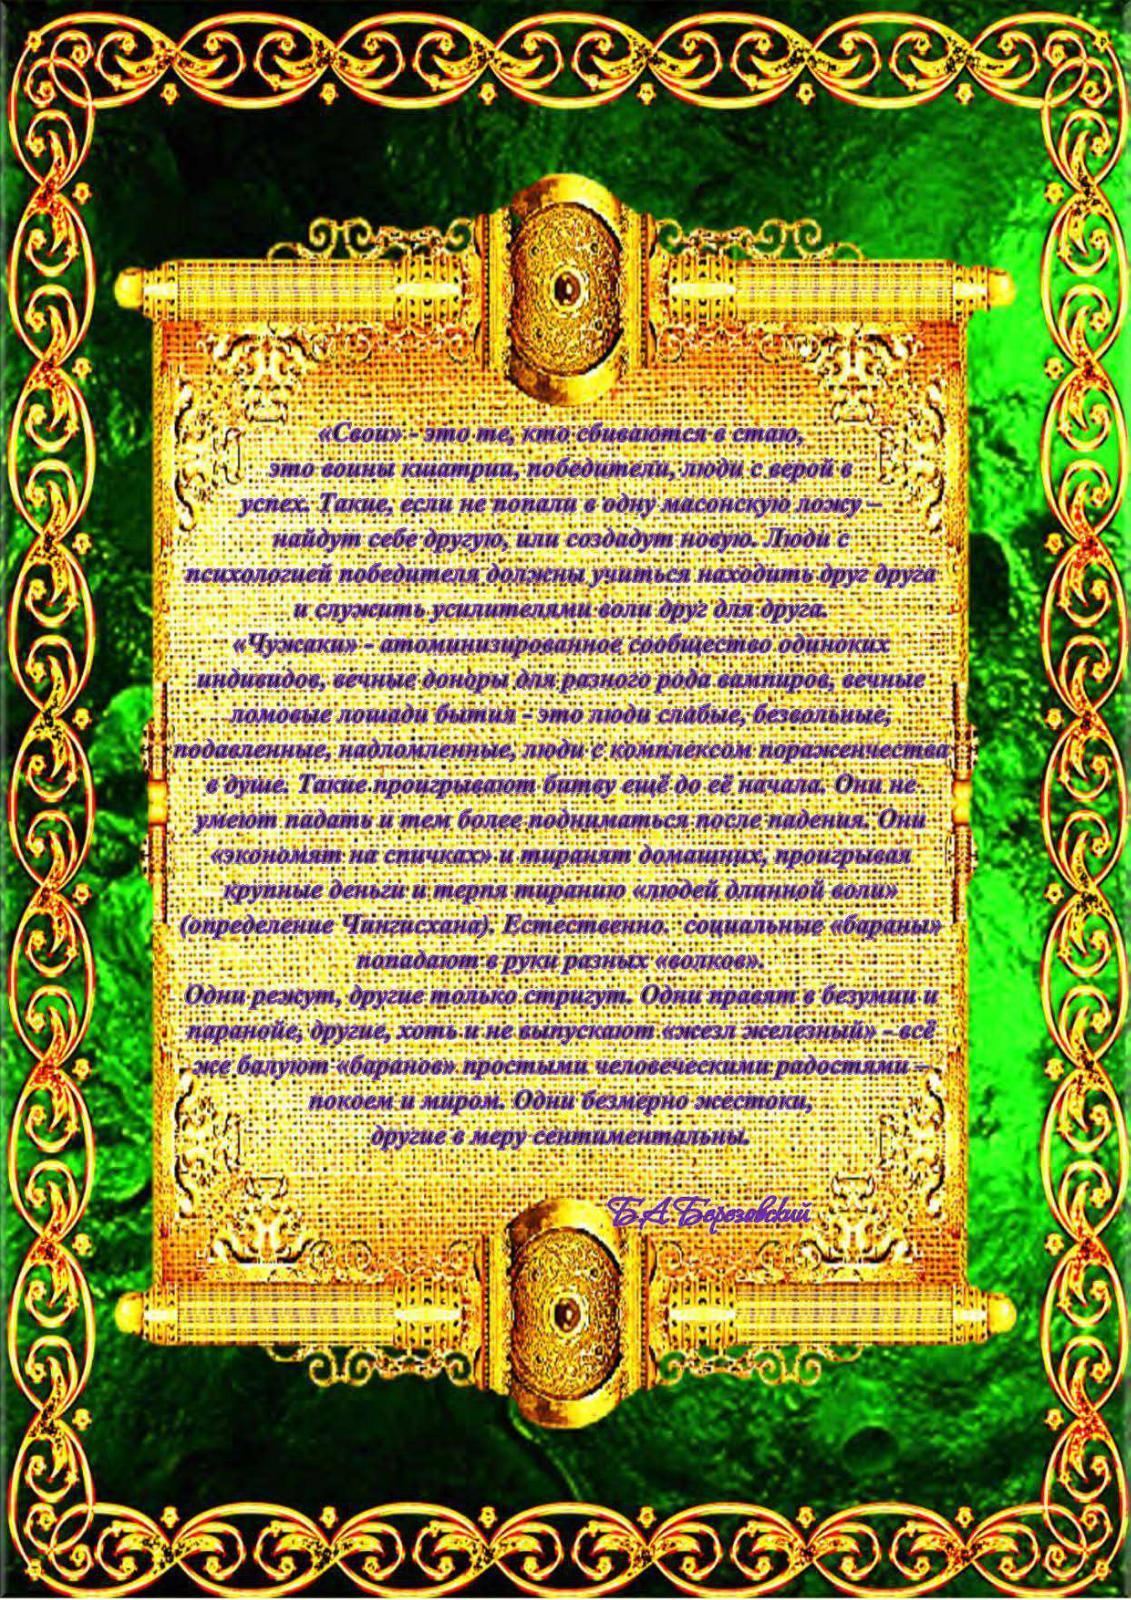 «Свои» - это те, кто сбиваются в стаю,
это воины кшатрии, победители, люди с верой в
успех. Такие, если не попали в одну масонскую ложу –
найдут себе другую, или создадут новую. Люди с
психологией победителя должны учиться находить друг друга
и служить усилителями воли друг для друга.
«Чужаки» - атоминизированное сообщество одиноких
индивидов, вечные доноры для разного рода вампиров, вечные
ломовые лошади бытия - это люди слабые, безвольные,
подавленные, надломленные, люди с комплексом пораженчества
в душе. Такие проигрывают битву ещё до её начала. Они не
умеют падать и тем более подниматься после падения. Они
«экономят на спичках» и тиранят домашних, проигрывая
крупные деньги и терпя тиранию «людей длинной воли»
(определение Чингисхана). Естественно. социальные «бараны»
попадают в руки разных «волков».
Одни режут, другие только стригут. Одни правят в безумии и
паранойе, другие, хоть и не выпускают «жезл железный» – всё
же балуют «баранов» простыми человеческими радостями –
покоем и миром. Одни безмерно жестоки,
другие в меру сентиментальны.
Б.А.Березовский